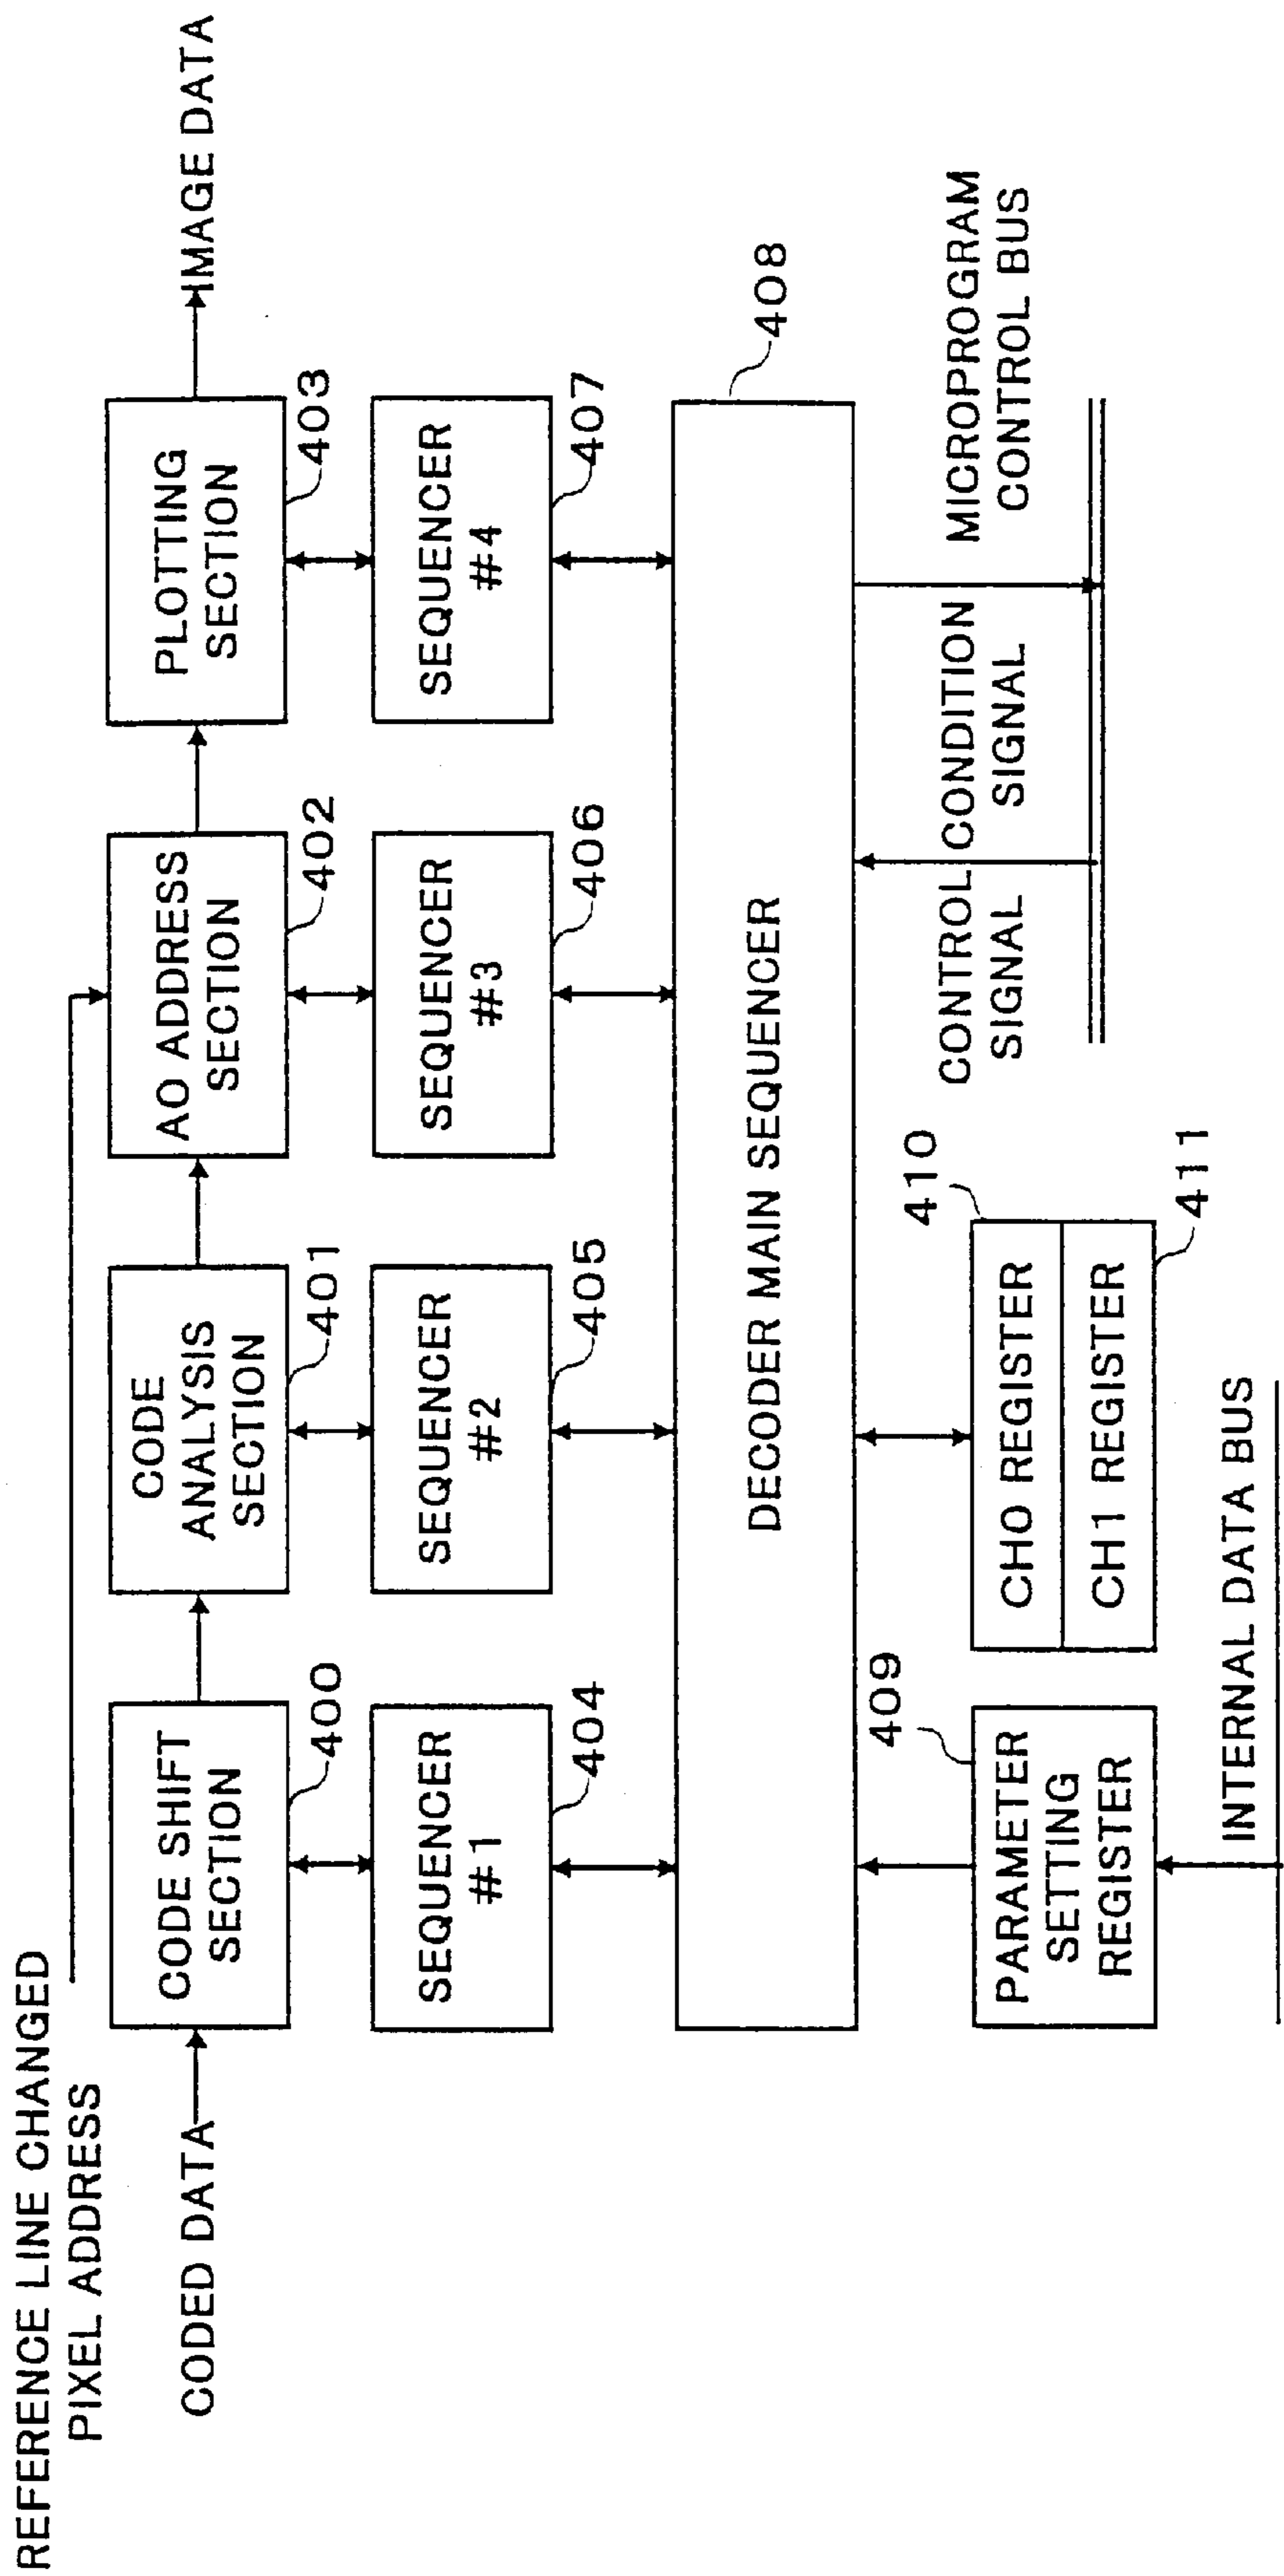 REFERENCE LINE CHANGED
PIXEL ADDRESS
CODED DATA
CODE SHIFT
SECTION
400
CODE
ANALYSIS
SECTION
401
AO ADDRESS
SECTION
402
PLOTTING
SECTION
403
IMAGE DATA
SEQUENCER
#1
404
SEQUENCER
#2
405
SEQUENCER
#3
406
SEQUENCER
#4
407
DECODER MAIN SEQUENCER
408
PARAMETER
SETTING
REGISTER
409
CHO REGISTER
410
CH1 REGISTER
411
CONTROL
SIGNAL
CONDITION
SIGNAL
MICROPROGRAM
CONTROL BUS
INTERNAL DATA BUS